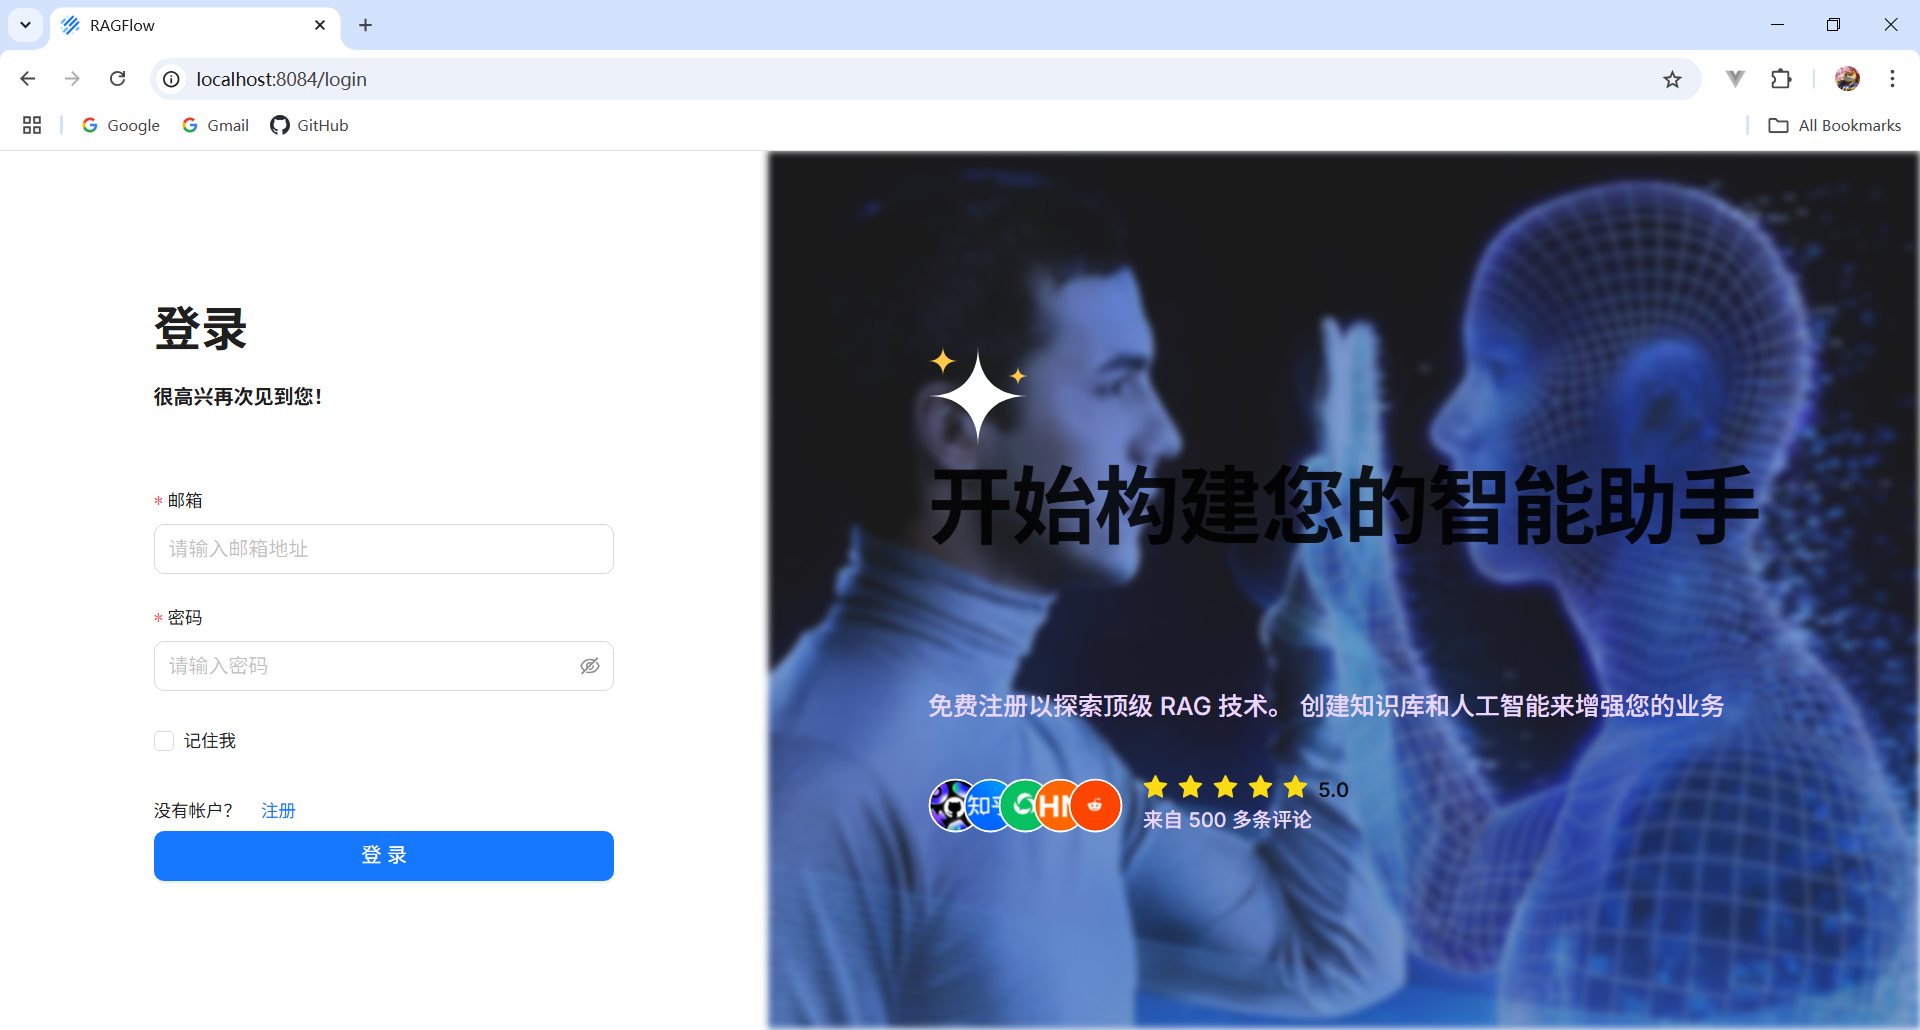 RAGFlow
localhost:8084/login
Google
Gmail
GitHub
All Bookmarks
登录
很高兴再次见到您！
* 邮箱
请输入邮箱地址
* 密码
请输入密码
记住我
没有帐户？ 注册
登 录
开始构建您的智能助手
免费注册以探索顶级 RAG 技术。 创建知识库和人工智能来增强您的业务
知乎
HN
5.0
来自 500 多条评论